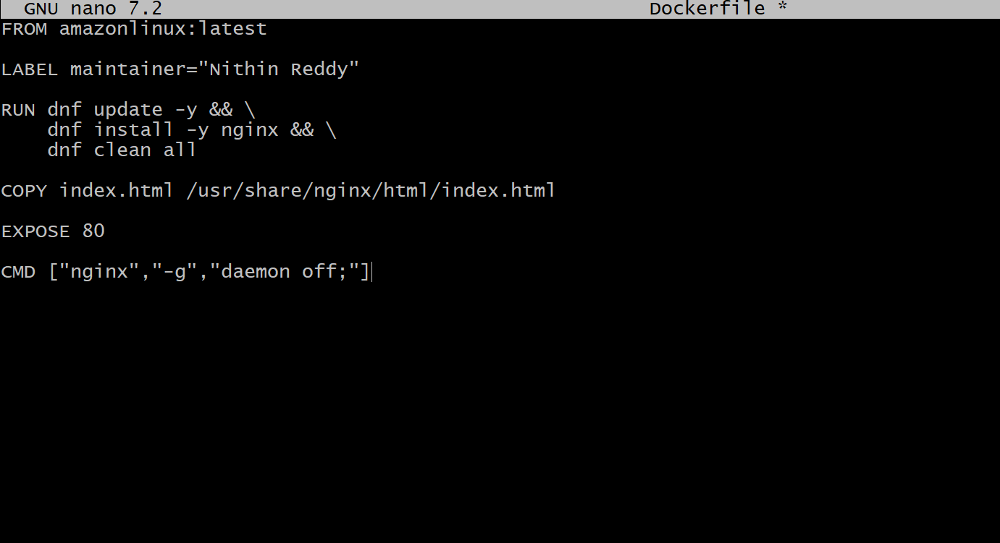 GNU nano 7.2 Dockerfile *
FROM amazonlinux:latest
LABEL maintainer="Nithin Reddy"
RUN dnf update -y && \
    dnf install -y nginx && \
    dnf clean all
COPY index.html /usr/share/nginx/html/index.html
EXPOSE 80
CMD ["nginx","-g","daemon off;"]